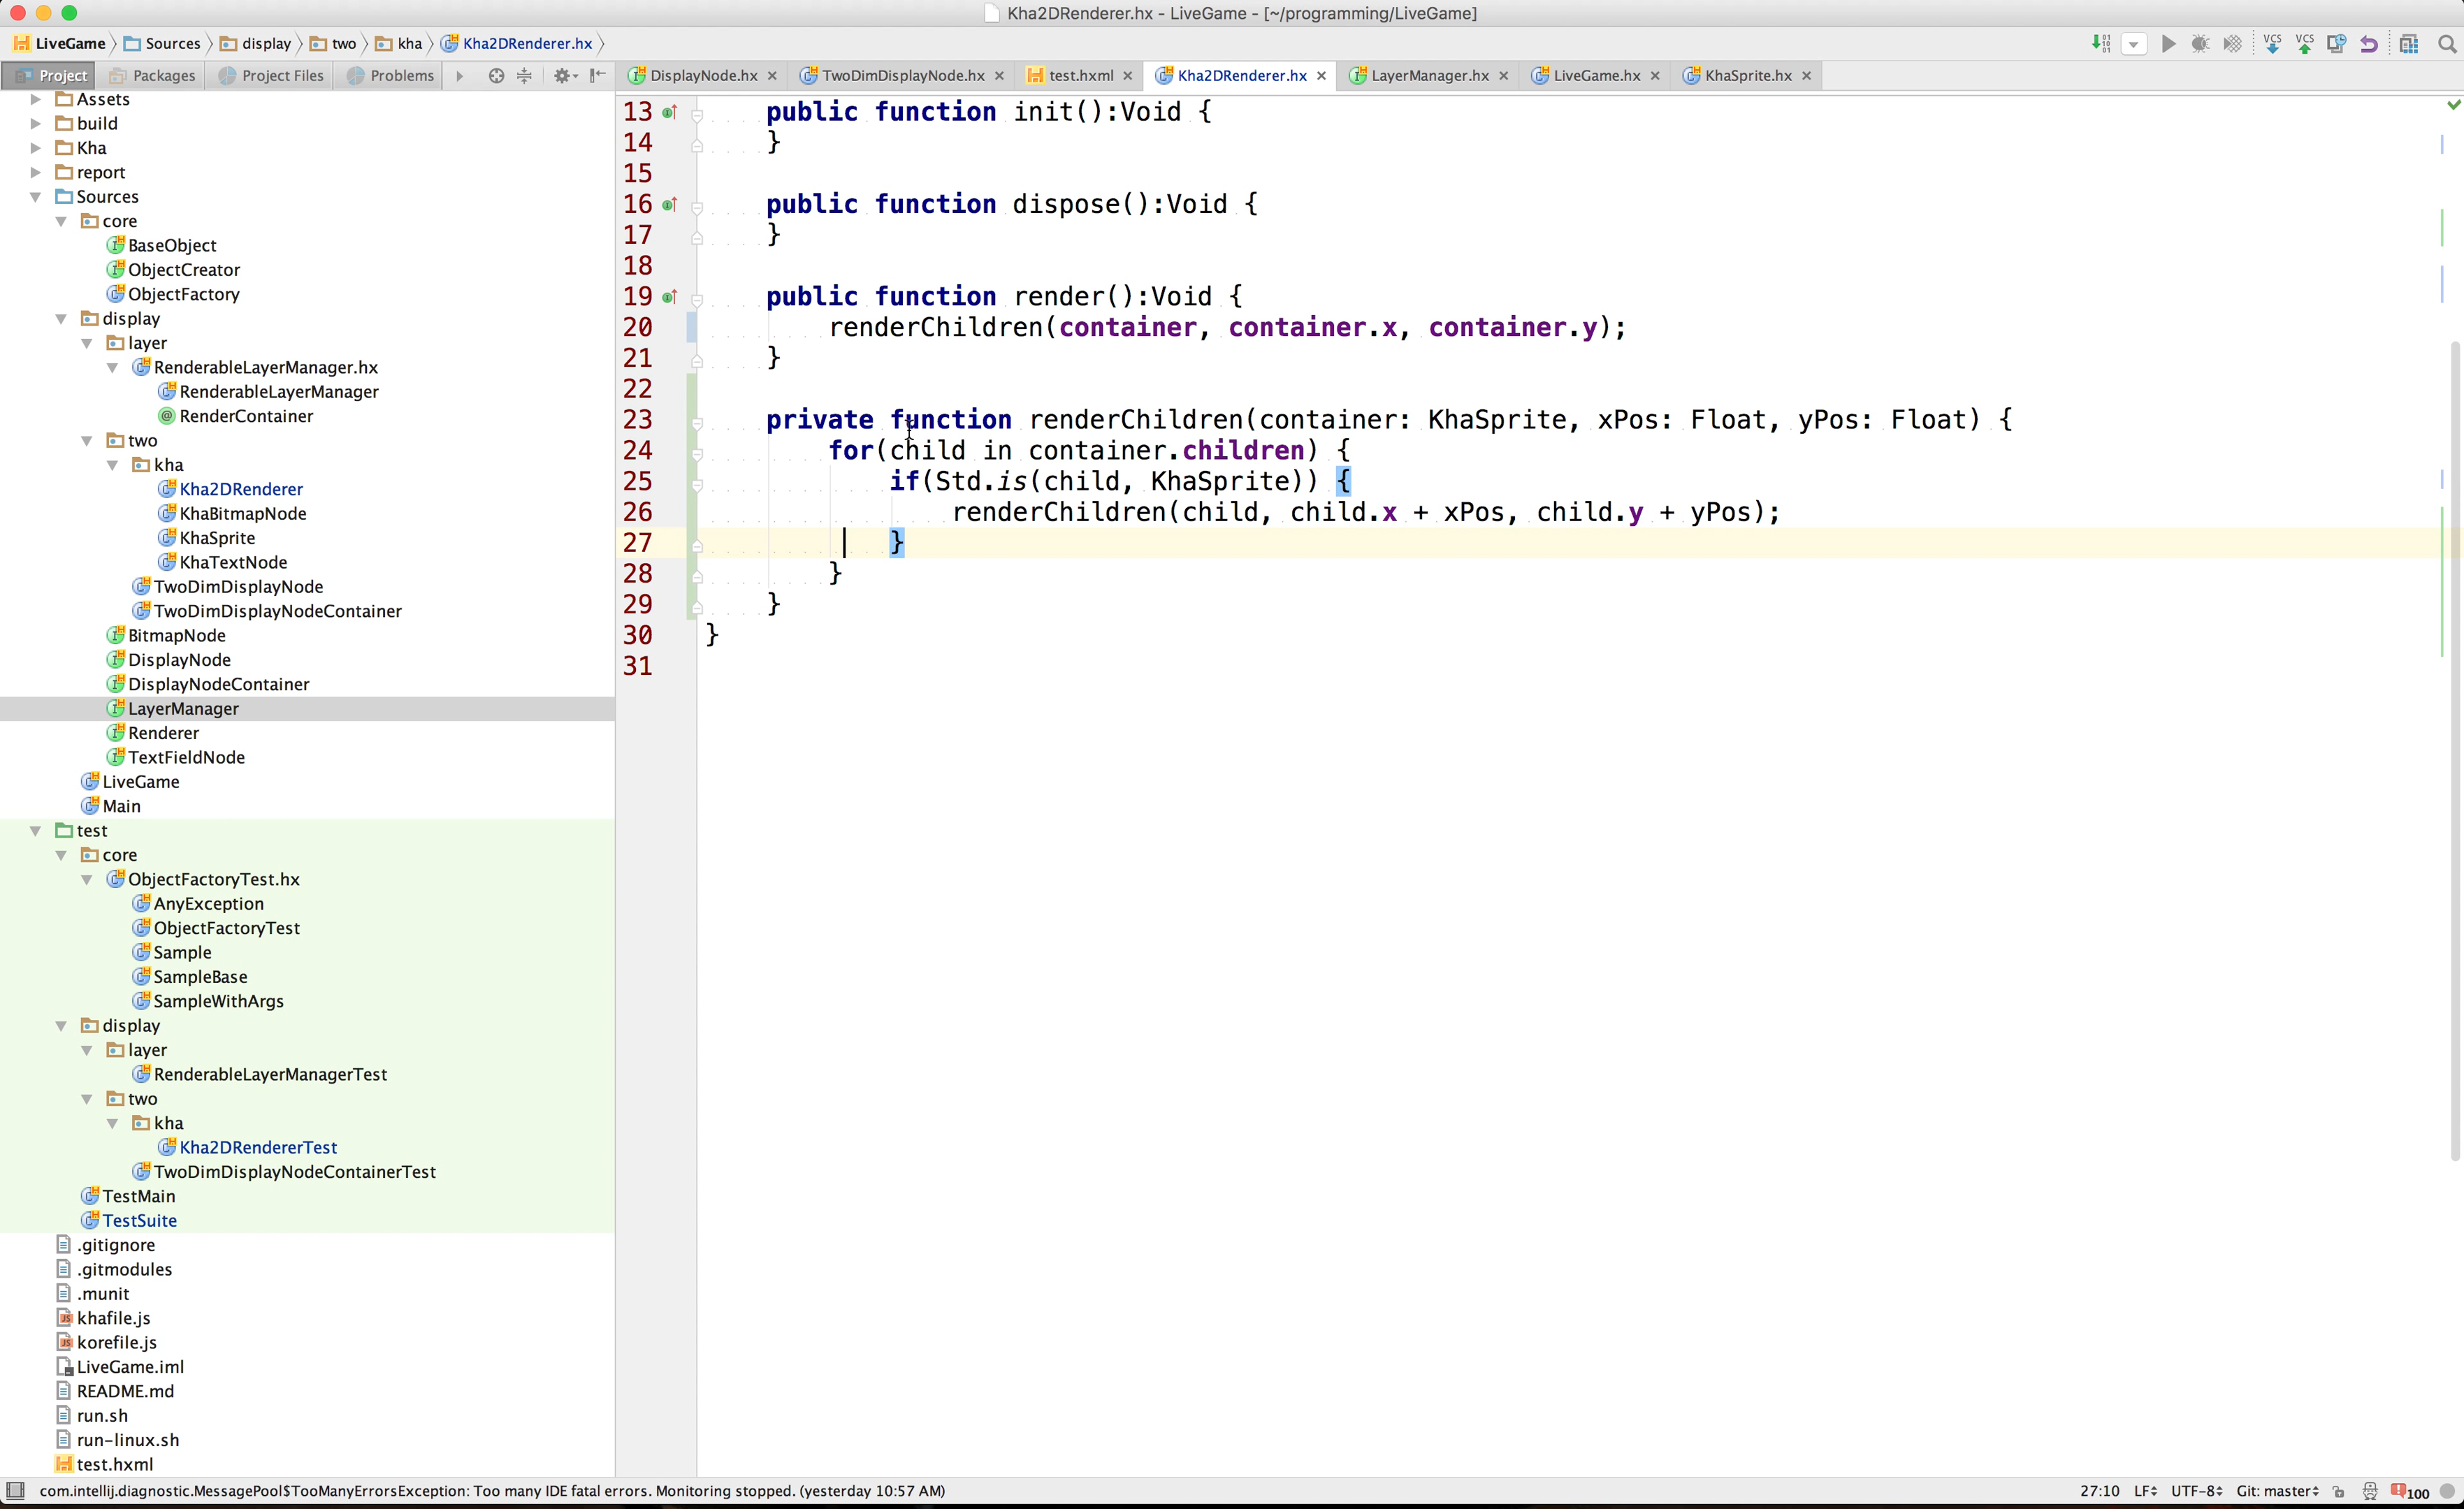 Kha2DRenderer.hx - LiveGame - [~/programming/LiveGame]
LiveGame Sources display two kha Kha2DRenderer.hx
Project Packages Project Files Problems
DisplayNode.hx TwoDimDisplayNode.hx test.hxml Kha2DRenderer.hx LayerManager.hx LiveGame.hx KhaSprite.hx
Assets
build
Kha
report
Sources
core
BaseObject
ObjectCreator
ObjectFactory
display
layer
RenderableLayerManager.hx
RenderableLayerManager
RenderContainer
two
kha
Kha2DRenderer
KhaBitmapNode
KhaSprite
KhaTextNode
TwoDimDisplayNode
TwoDimDisplayNodeContainer
BitmapNode
DisplayNode
DisplayNodeContainer
LayerManager
Renderer
TextFieldNode
LiveGame
Main
test
core
ObjectFactoryTest.hx
AnyException
ObjectFactoryTest
Sample
SampleBase
SampleWithArgs
display
layer
RenderableLayerManagerTest
two
kha
Kha2DRendererTest
TwoDimDisplayNodeContainerTest
TestMain
TestSuite
.gitignore
.gitmodules
.munit
khafile.js
korefile.js
LiveGame.iml
README.md
run.sh
run-linux.sh
test.hxml
13 public function init():Void {
14 }
15
16 public function dispose():Void {
17 }
18
19 public function render():Void {
20 renderChildren(container, container.x, container.y);
21 }
22
23 private function renderChildren(container: KhaSprite, xPos: Float, yPos: Float) {
24 for(child in container.children) {
25 if(Std.is(child, KhaSprite)) {
26 renderChildren(child, child.x + xPos, child.y + yPos);
27 }
28 }
29 }
30 }
31
com.intellij.diagnostic.MessagePool$TooManyErrorsException: Too many IDE fatal errors. Monitoring stopped. (yesterday 10:57 AM)
27:10 LF UTF-8 Git: master 100